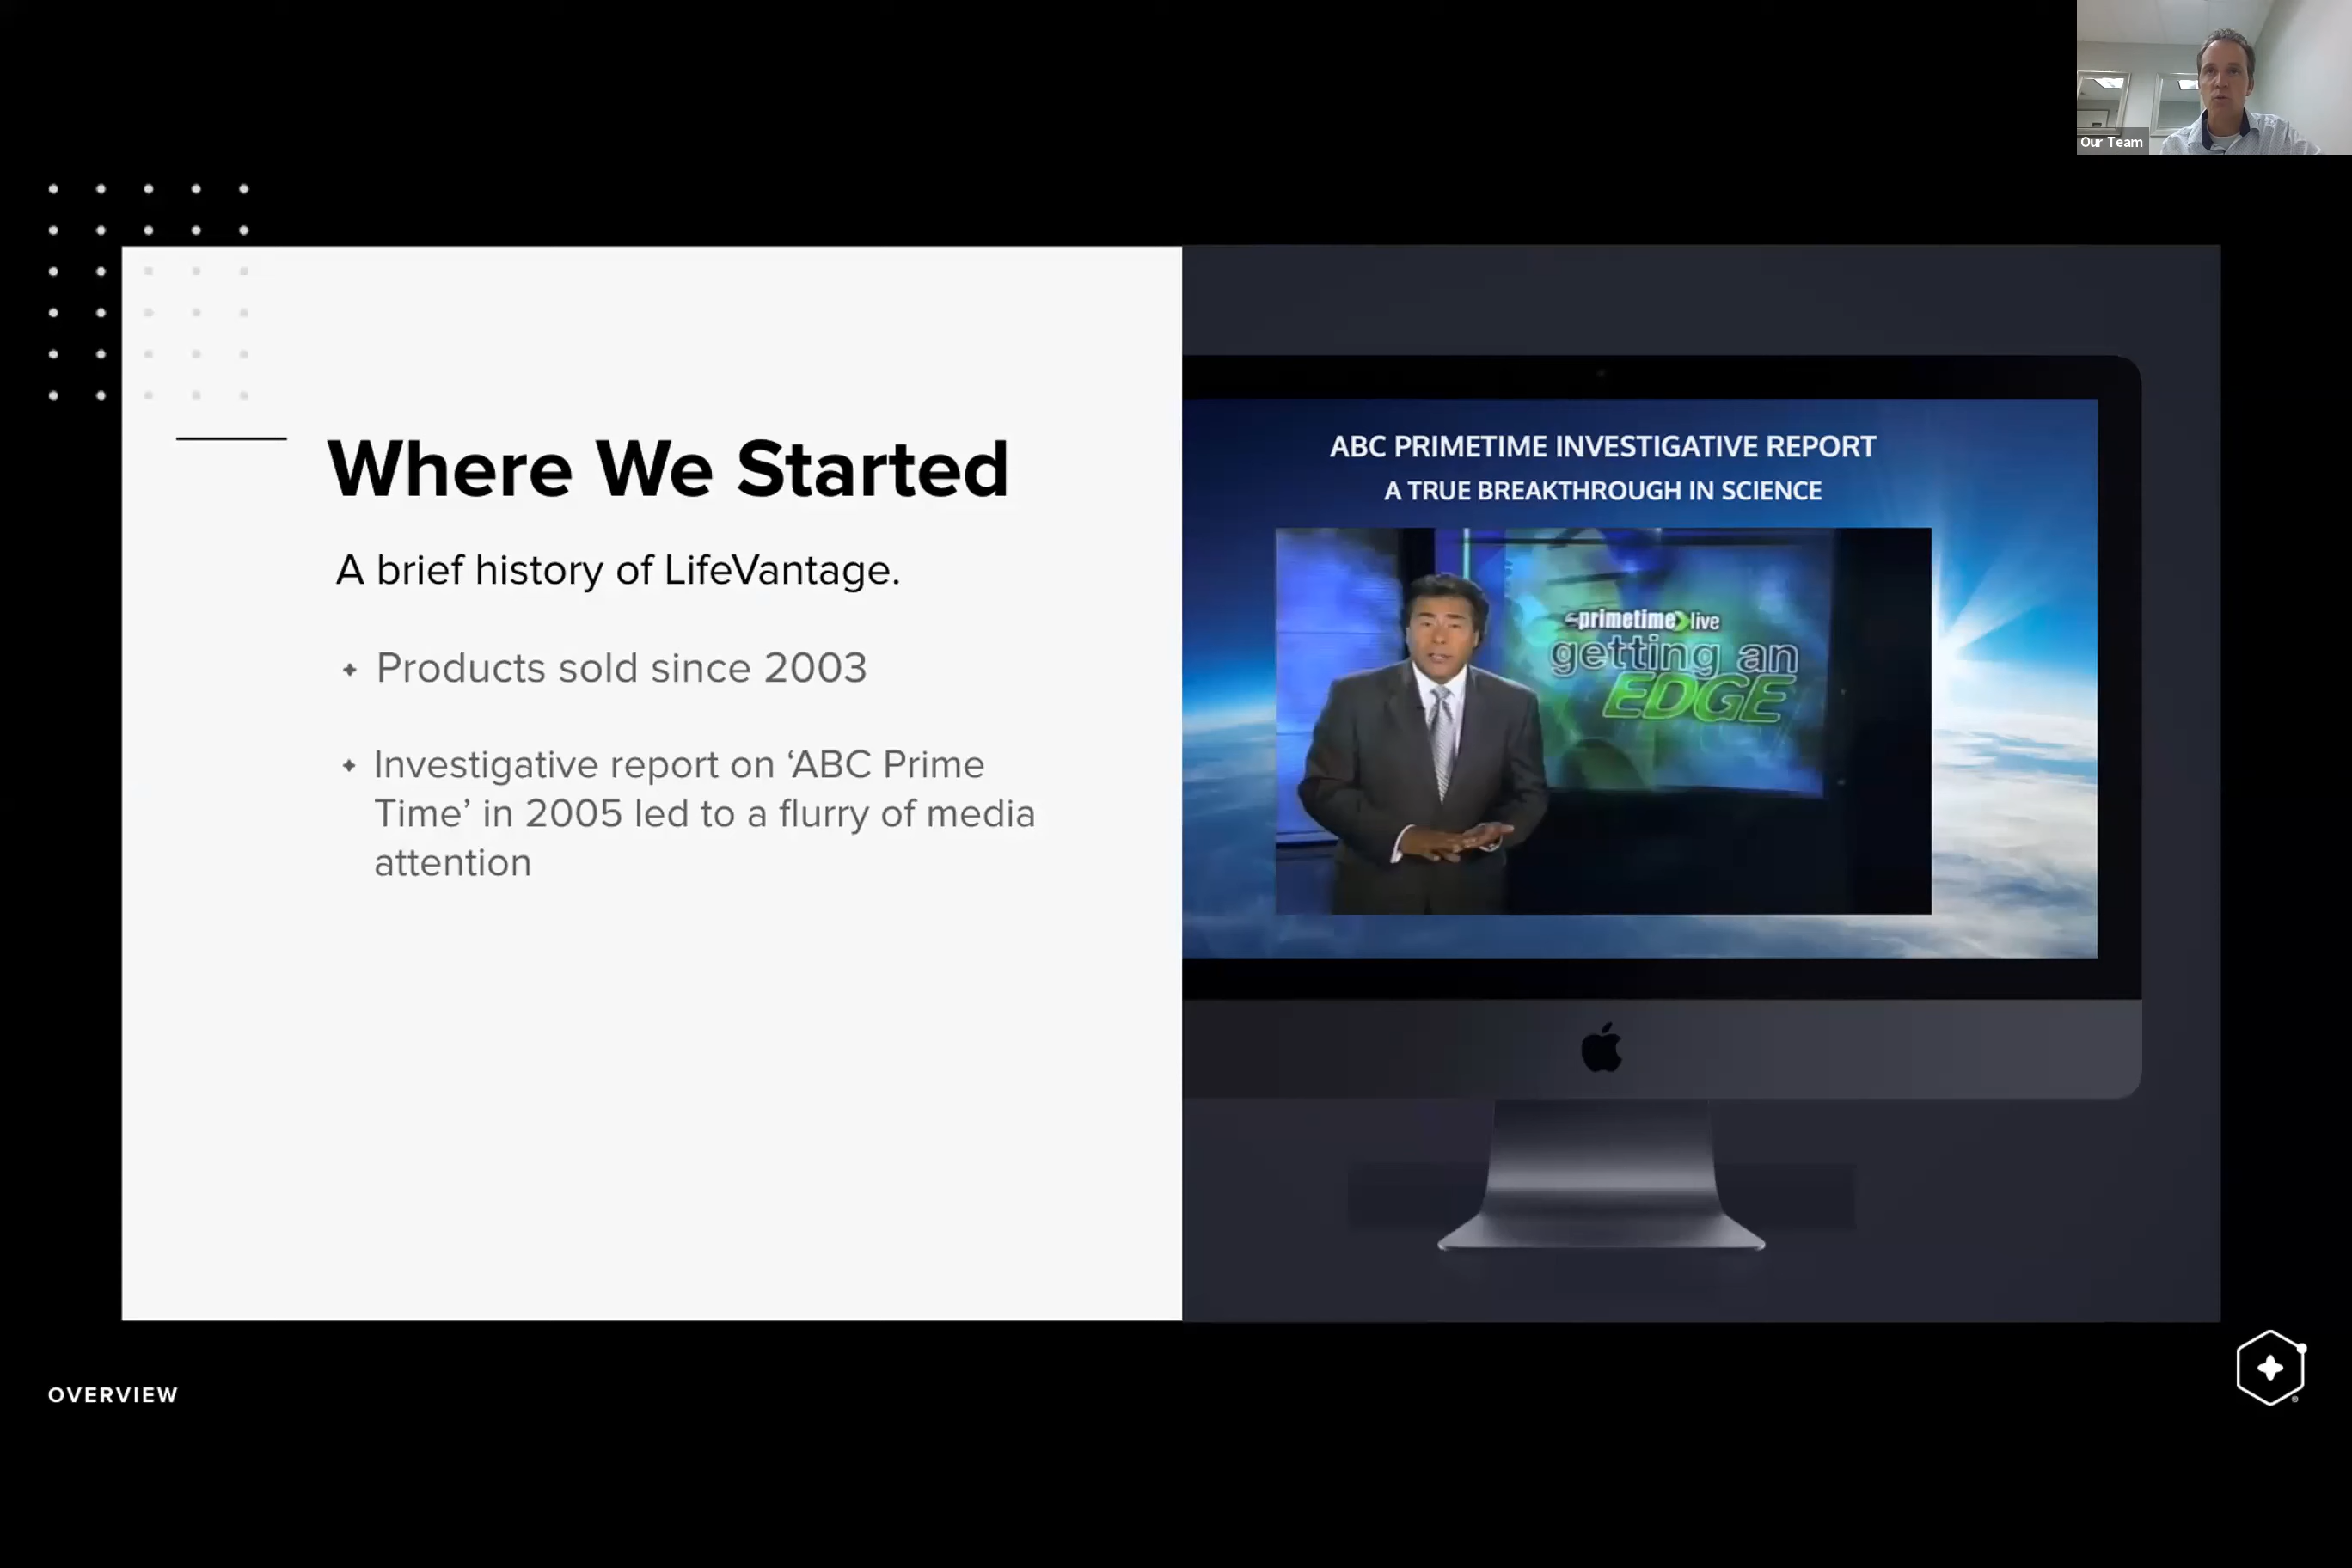 Our Team
Where We Started
A brief history of LifeVantage.
Products sold since 2003
Investigative report on ‘ABC Prime
Time’ in 2005 led to a flurry of media
attention
ABC PRIMETIME INVESTIGATIVE REPORT
A TRUE BREAKTHROUGH IN SCIENCE
primetime live
getting an
EDGE
OVERVIEW
®